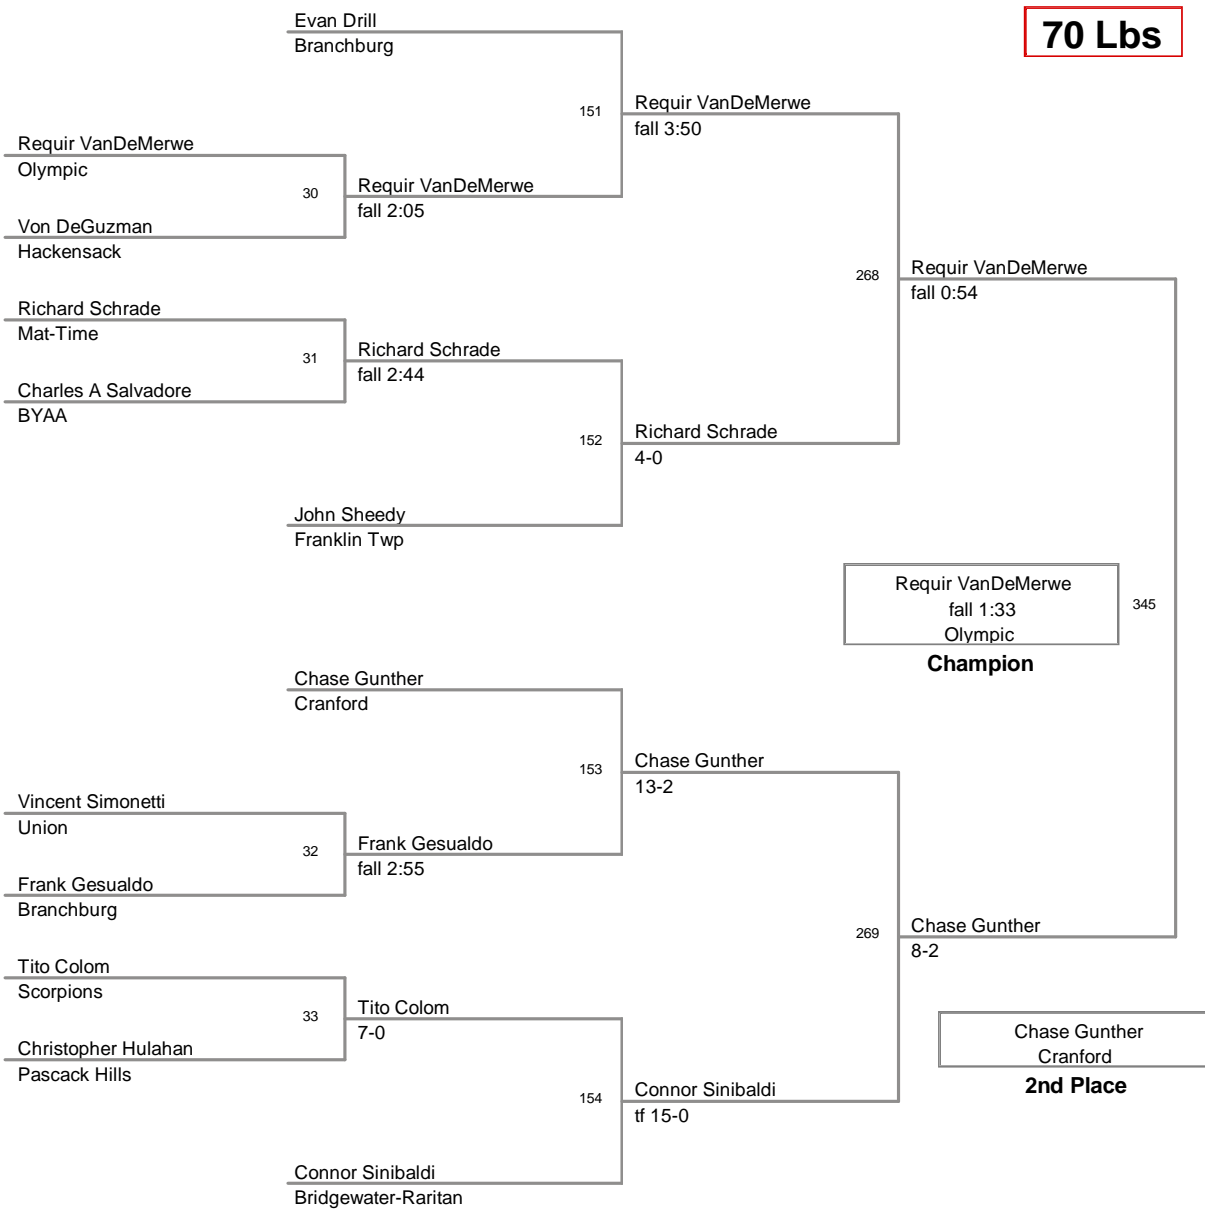 Evan Drill
Branchburg
70 Lbs
151
Requir VanDeMerwe
fall 3:50
Requir VanDeMerwe
Olympic
30
Requir VanDeMerwe
fall 2:05
Von DeGuzman
Hackensack
268
Requir VanDeMerwe
fall 0:54
Richard Schrade
Mat-Time
31
Richard Schrade
fall 2:44
Charles A Salvadore
BYAA
152
Richard Schrade
4-0
John Sheedy
Franklin Twp
Requir VanDeMerwe
fall 1:33
Olympic
345
Champion
Chase Gunther
Cranford
153
Chase Gunther
13-2
Vincent Simonetti
Union
32
Frank Gesualdo
fall 2:55
Frank Gesualdo
Branchburg
269
Chase Gunther
8-2
Tito Colom
Scorpions
33
Tito Colom
7-0
Christopher Hulahan
Pascack Hills
Chase Gunther
Cranford
2nd Place
154
Connor Sinibaldi
tf 15-0
Connor Sinibaldi
Bridgewater-Raritan